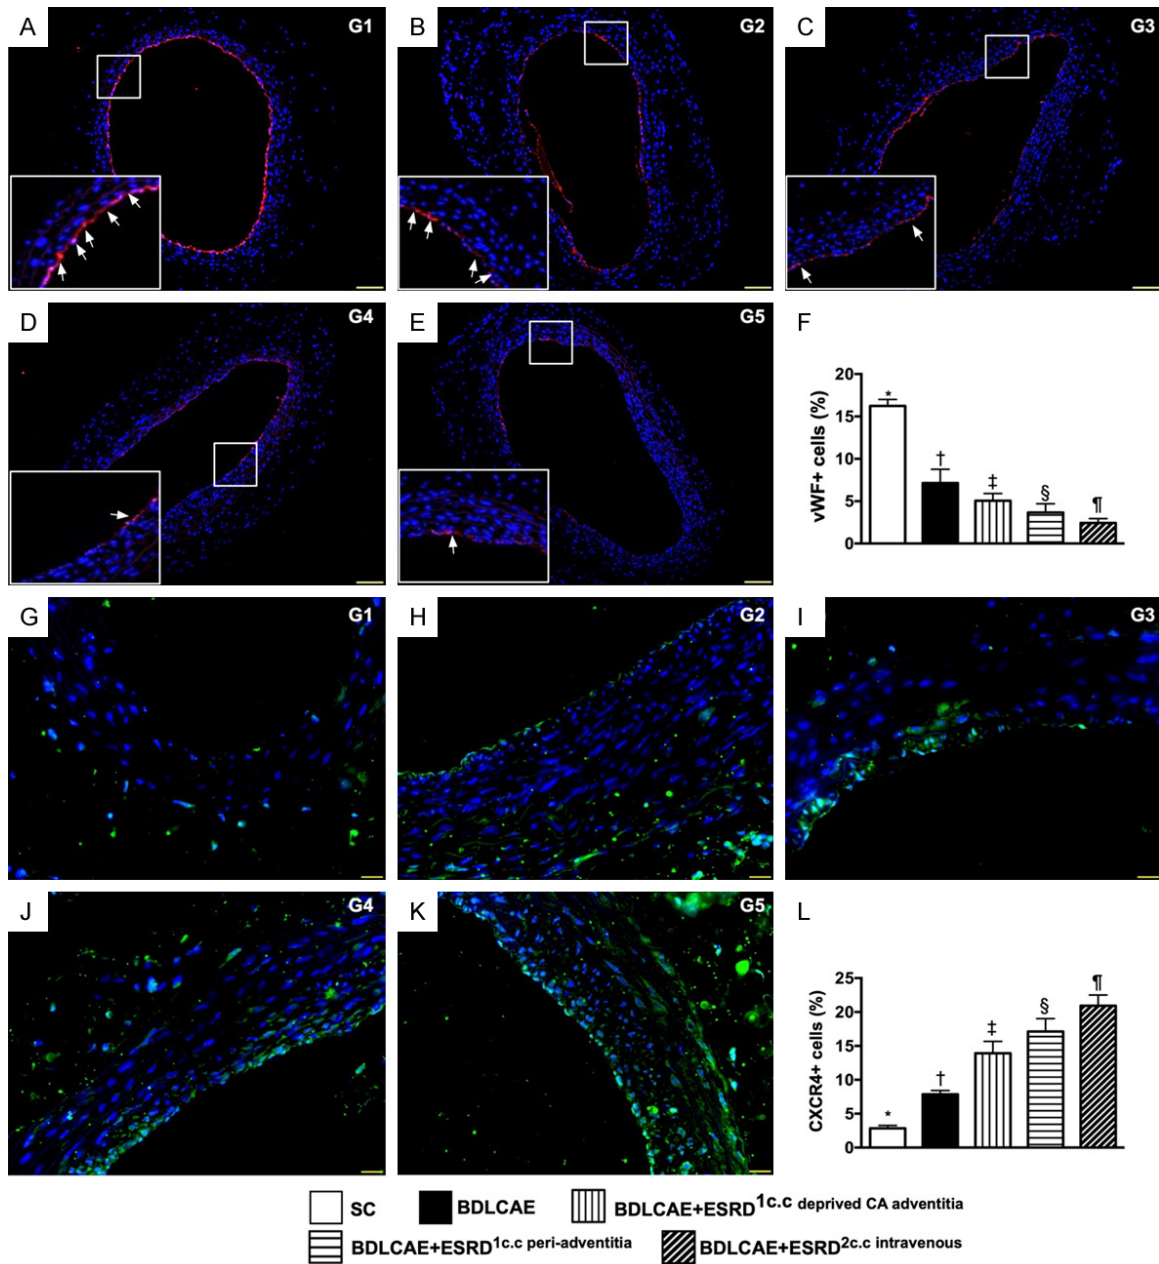 A G1 B G2 C G3
D G4 E G5 F
vWF+ cells (%)
20
15
10
5
0
* † ‡ § ¶
G G1 H G2 I G3
J G4 K G5 L
CXCR4+ cells (%)
25
20
15
10
5
0
* † ‡ § ¶
SC BDLCAE BDLCAE+ESRD1c.c deprived CA adventitia
BDLCAE+ESRD1c.c peri-adventitia BDLCAE+ESRD2c.c intravenous